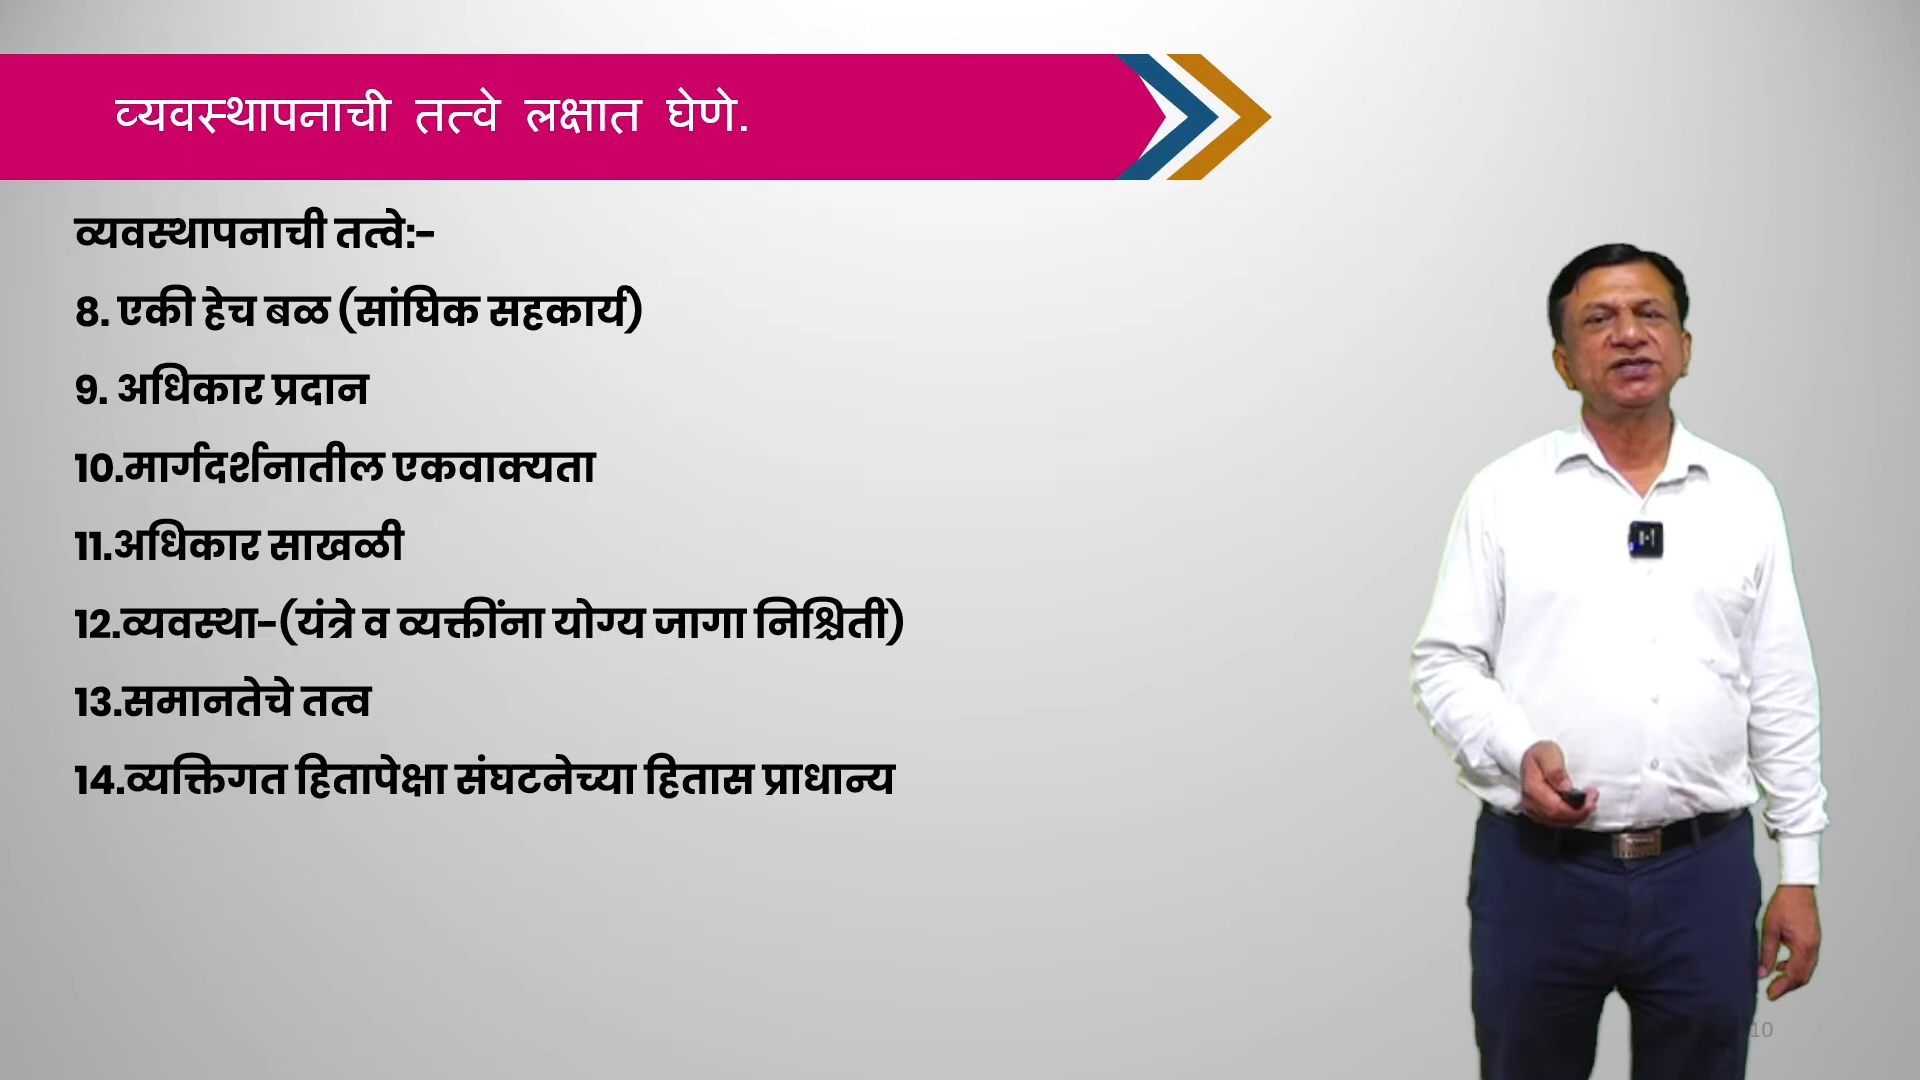 व्यवस्थापनाची तत्वे लक्षात घेणे.
व्यवस्थापनाची तत्वे:-
8. एकी हेच बळ (सांघिक सहकार्य)
9. अधिकार प्रदान
10.मार्गदर्शनातील एकवाक्यता
11.अधिकार साखळी
12.व्यवस्था-(यंत्रे व व्यक्तींना योग्य जागा निश्चिती)
13.समानतेचे तत्व
14.व्यक्तिगत हितापेक्षा संघटनेच्या हितास प्राधान्य
10